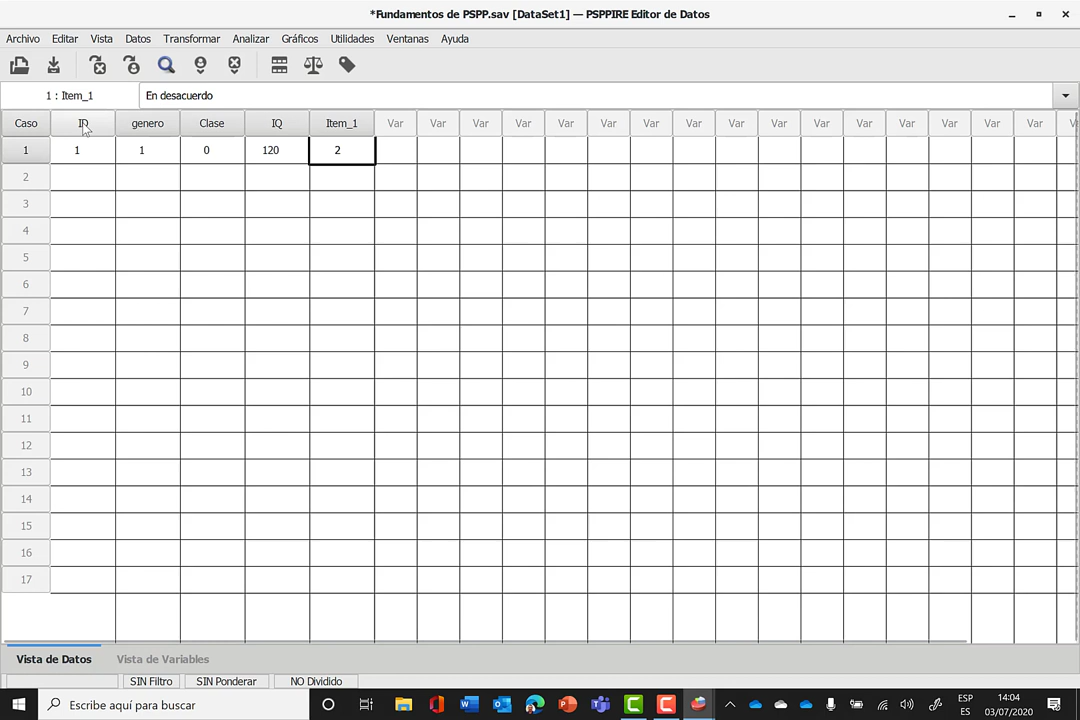 *Fundamentos de PSPP.sav [DataSet1] — PSPPIRE Editor de Datos
Archivo Editar Vista Datos Transformar Analizar Gráficos Utilidades Ventanas Ayuda
1 : Item_1 En desacuerdo
Caso ID genero Clase IQ Item_1 Var Var Var Var Var Var Var Var Var Var Var Var Var Var Var Var
1 1 1 0 120 2
2
3
4
5
6
7
8
9
10
11
12
13
14
15
16
17
Vista de Datos Vista de Variables
SIN Filtro SIN Ponderar NO Dividido
Escribe aquí para buscar
ESP
ES
14:04
03/07/2020